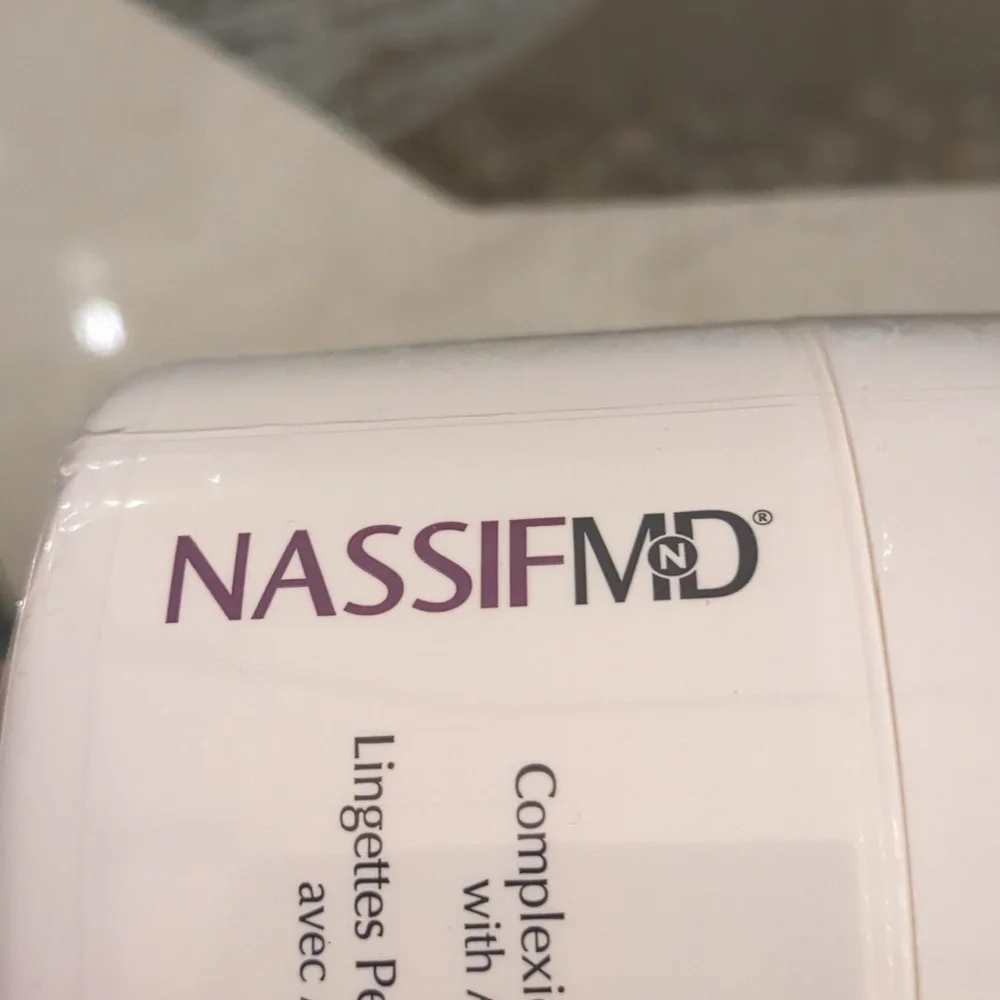 NASSIFMD®
Complexi
with A
Lingettes Pe
avec